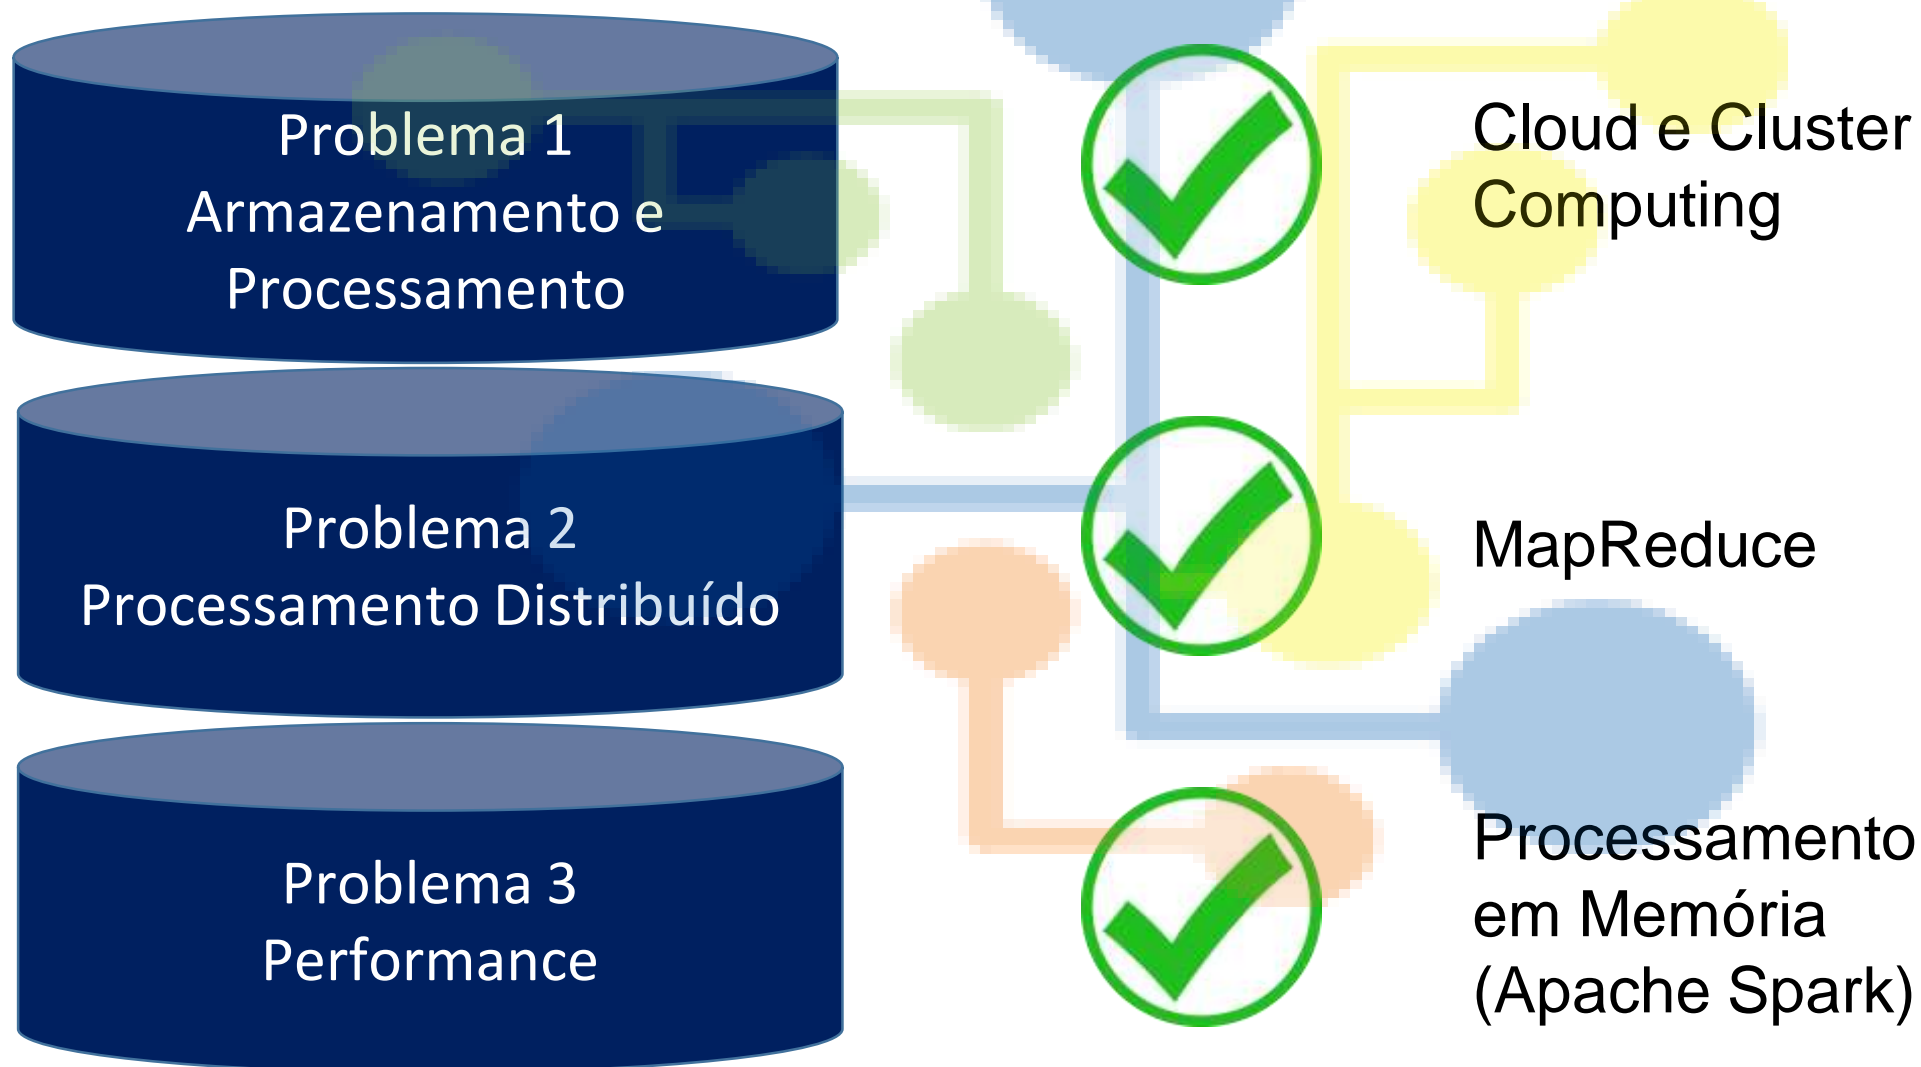 Problema 1
Armazenamento e
Processamento
Cloud e Cluster
Computing
Problema 2
Processamento Distribuído
MapReduce
Problema 3
Performance
Processamento
em Memória
(Apache Spark)